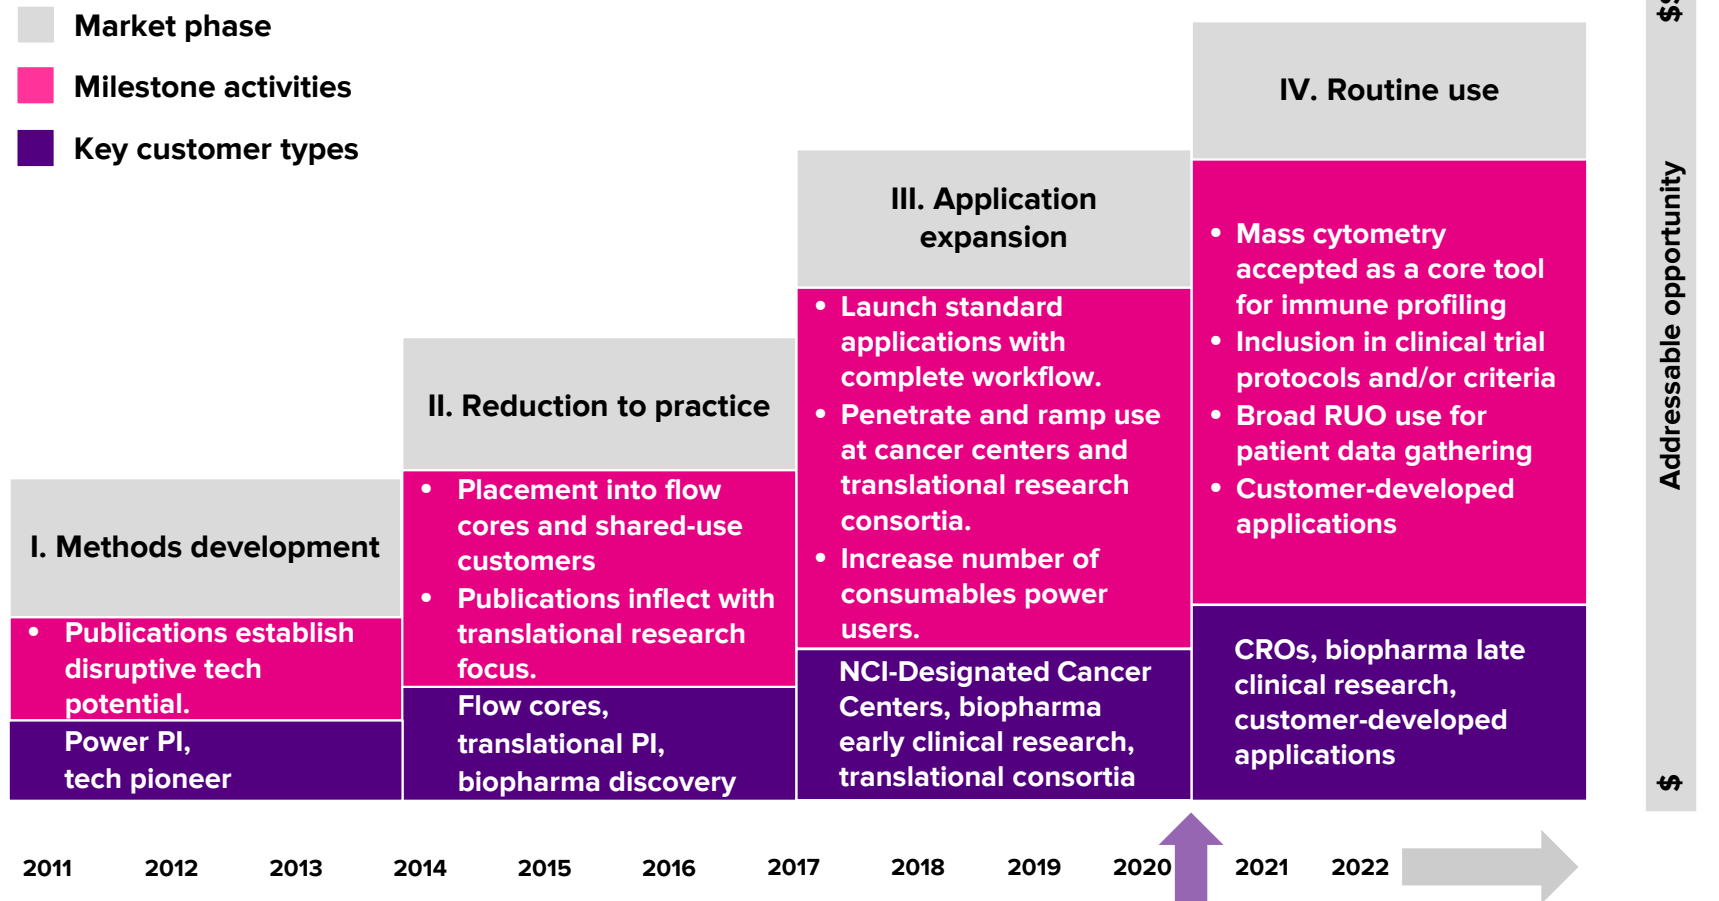 Market phase
Milestone activities
Key customer types
I. Methods development
• Publications establish
disruptive tech
potential.
Power PI,
tech pioneer
II. Reduction to practice
• Placement into flow
cores and shared-use
customers
• Publications inflect with
translational research
focus.
Flow cores,
translational PI,
biopharma discovery
III. Application
expansion
• Launch standard
applications with
complete workflow.
• Penetrate and ramp use
at cancer centers and
translational research
consortia.
• Increase number of
consumables power
users.
NCI-Designated Cancer
Centers, biopharma
early clinical research,
translational consortia
IV. Routine use
• Mass cytometry
accepted as a core tool
for immune profiling
• Inclusion in clinical trial
protocols and/or criteria
• Broad RUO use for
patient data gathering
• Customer-developed
applications
CROs, biopharma late
clinical research,
customer-developed
applications
Addressable opportunity
$
2011 2012 2013 2014 2015 2016 2017 2018 2019 2020 2021 2022